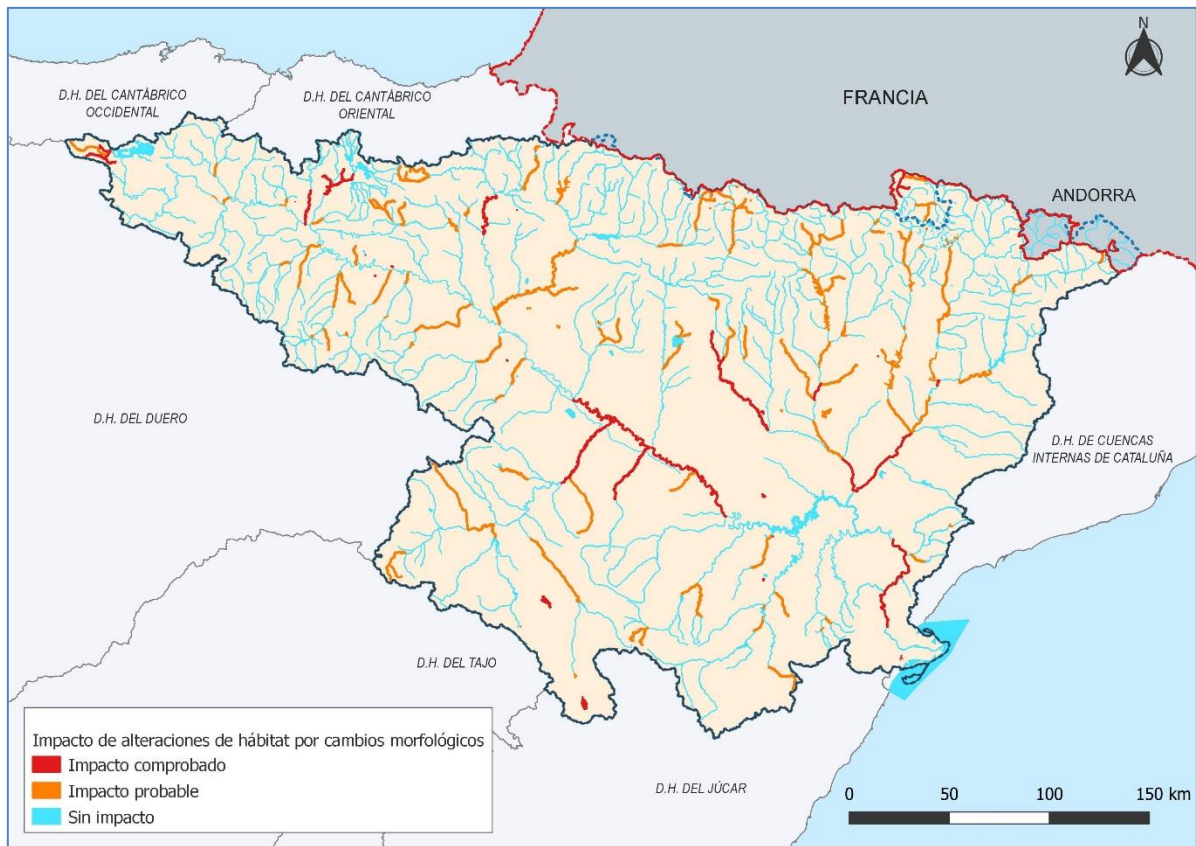 N
D.H. DEL CANTÁBRICO
OCCIDENTAL
D.H. DEL CANTÁBRICO
ORIENTAL
FRANCIA
ANDORRA
D.H. DEL DUERO
D.H. DE CUENCAS
INTERNAS DE CATALUÑA
D.H. DEL TAJO
D.H. DEL JÚCAR
Impacto de alteraciones de hábitat por cambios morfológicos
Impacto comprobado
Impacto probable
Sin impacto
0 50 100 150 km